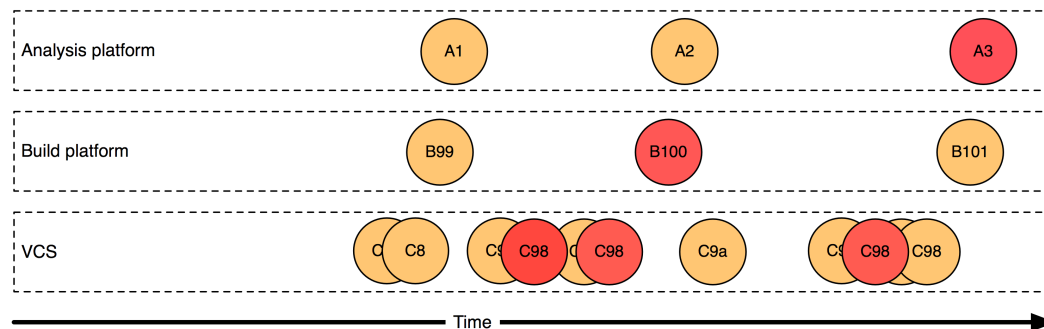 Analysis platform
A1
A2
A3
Build platform
B99
B100
B101
VCS
C8
C98
C98
C9a
C98
C98
Time